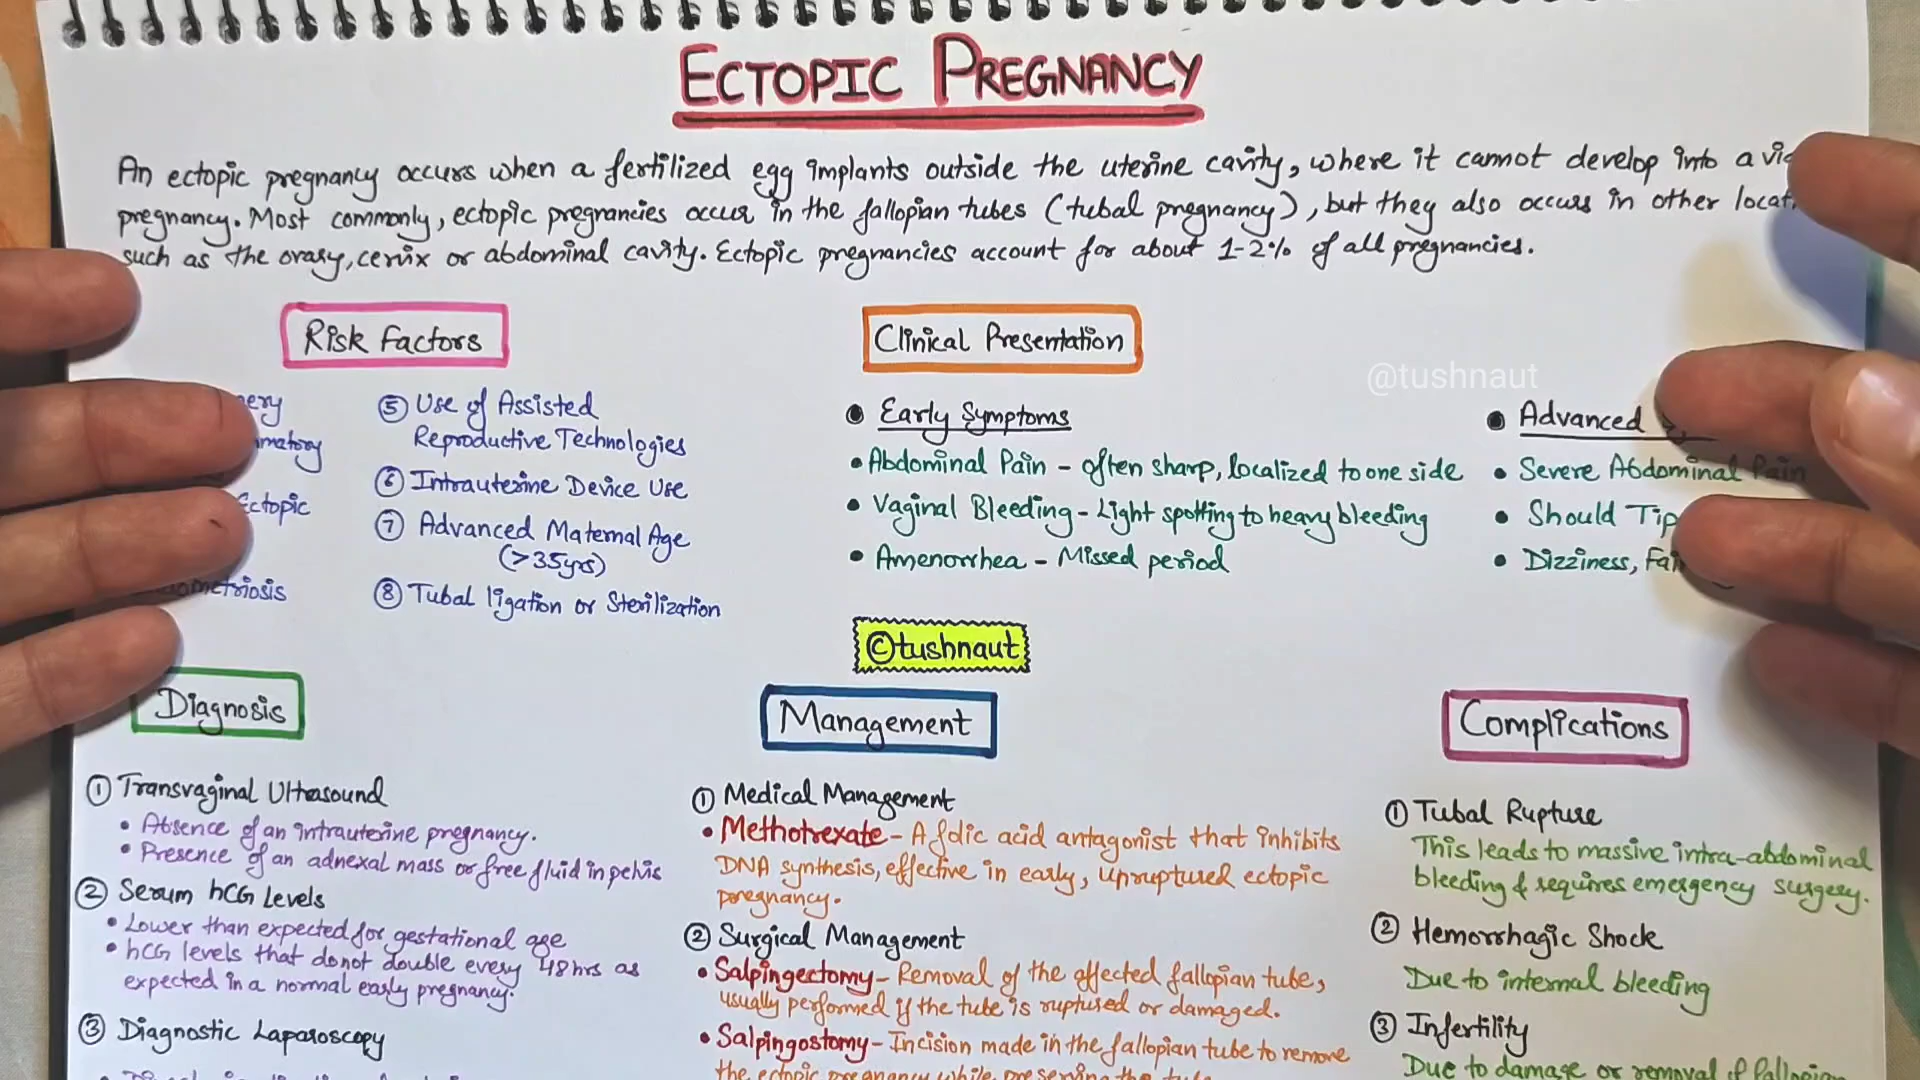 ECTOPIC PREGNANCY
An ectopic pregnancy occurs when a fertilized egg implants outside the uterine cavity, where it cannot develop into a
pregnancy. Most commonly, ectopic pregnancies occur in the fallopian tubes (tubal pregnancy), but they also occurs in other
such as the ovary, cervix or abdominal cavity. Ectopic pregnancies account for about 1-2% of all pregnancies.
Risk Factors
⑤ Use of Assisted
Reproductive Technologies
⑥ Intrauterine Device Use
⑦ Advanced Maternal Age
(>35yrs)
⑧ Tubal ligation or Sterilization
Ectopic
Clinical Presentation
@tushnaut
• Early Symptoms
• Abdominal Pain - often sharp, localized to one side
• Vaginal Bleeding - Light spotting to heavy bleeding
• Amenorrhea - Missed period
• Advanced
• Severe Abdominal Pain
• Should Tip
• Dizziness,
©tushnaut
Diagnosis
① Transvaginal Ultrasound
• Absence of an intrauterine pregnancy.
• Presence of an adnexal mass or free fluid in pelvis
② Serum hCG Levels
• Lower than expected for gestational age
• hCG levels that donot double every 48hrs as
expected in a normal early pregnancy.
③ Diagnostic Laparoscopy
Management
① Medical Management
• Methotrexate - A folic acid antagonist that inhibits
DNA synthesis, effective in early, unruptured ectopic
pregnancy.
② Surgical Management
• Salpingectomy - Removal of the affected fallopian tube,
usually performed if the tube is ruptured or damaged.
• Salpingostomy - Incision made in the fallopian tube to remove
the ectopic pregnancy while preserving the tube
Complications
① Tubal Rupture
This leads to massive intra-abdominal
bleeding & requires emergency surgery.
② Hemorrhagic Shock
Due to internal bleeding
③ Infertility
Due to damage or removal of fallopian